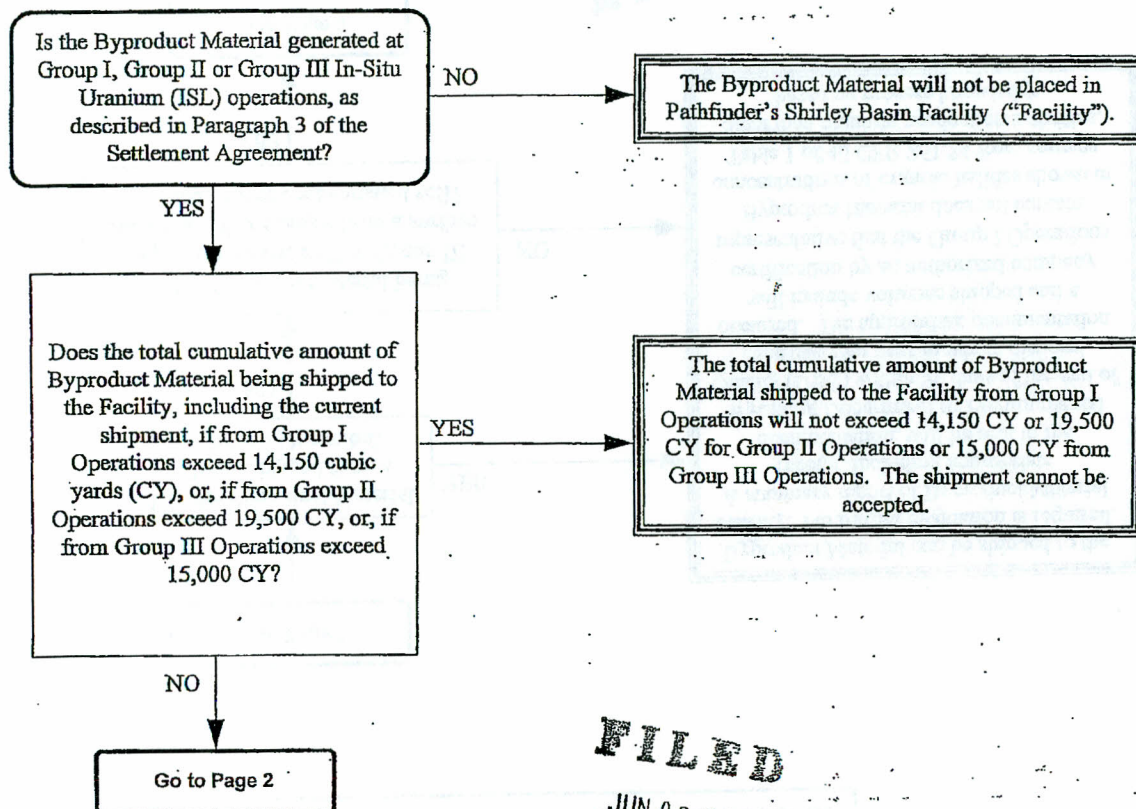 Is the Byproduct Material generated at
Group I, Group II or Group III In-Situ
Uranium (ISL) operations, as
described in Paragraph 3 of the
Settlement Agreement?
NO
The Byproduct Material will not be placed in
Pathfinder's Shirley Basin Facility ("Facility").
YES
Does the total cumulative amount of
Byproduct Material being shipped to
the Facility, including the current
shipment, if from Group I
Operations exceed 14,150 cubic
yards (CY), or, if from Group II
Operations exceed 19,500 CY, or, if
from Group III Operations exceed
15,000 CY?
YES
The total cumulative amount of Byproduct
Material shipped to the Facility from Group I
Operations will not exceed 14,150 CY or 19,500
CY for Group II Operations or 15,000 CY from
Group III Operations. The shipment cannot be
accepted.
NO
Go to Page 2
FILED
JUN